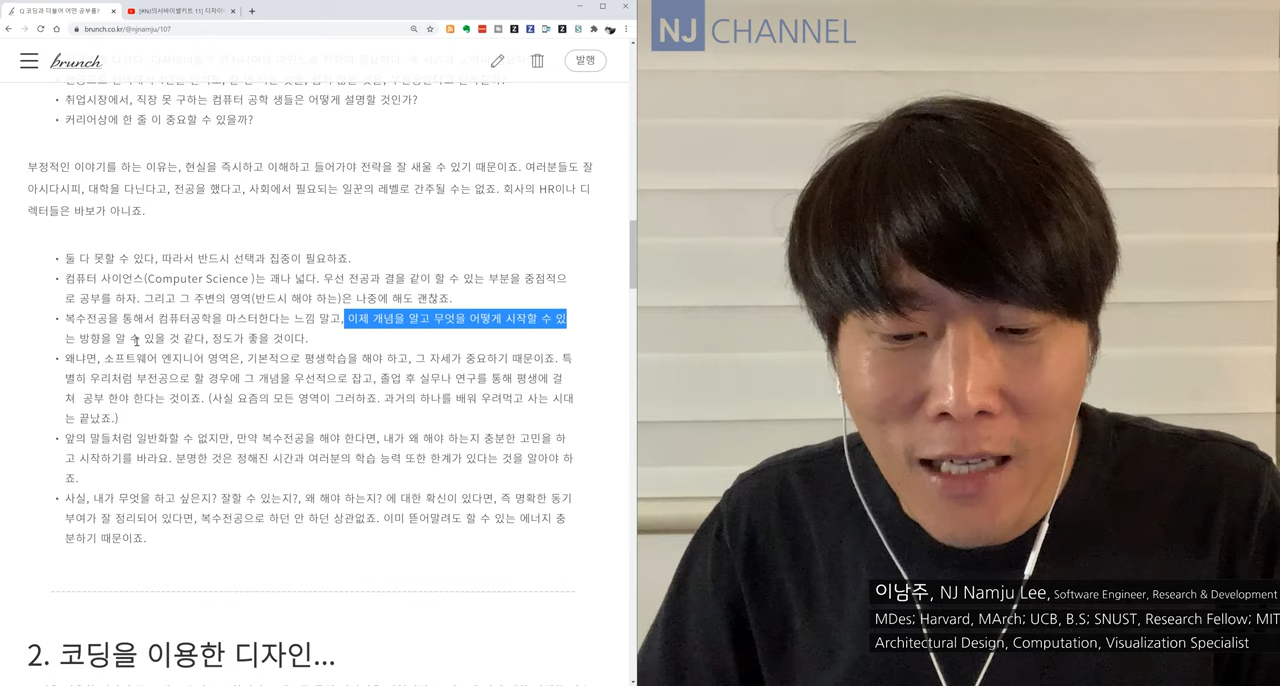 Q 코딩과 더불어 어떤 공부를?
[#NJ의서바이벌키트 11] 디자이
brunch.co.kr/@njnamju/107
brunch
발행
취업시장에서, 직장 못 구하는 컴퓨터 공학 생들은 어떻게 설명할 것인가?
커리어상에 한 줄 이 중요할 수 있을까?
부정적인 이야기를 하는 이유는, 현실을 즉시하고 이해하고 들어가야 전략을 잘 새울 수 있기 때문이죠. 여러분들도 잘
아시다시피, 대학을 다닌다고, 전공을 했다고, 사회에서 필요되는 일꾼의 레벨로 간주될 수는 없죠. 회사의 HR이나 디
렉터들은 바보가 아니죠.
둘 다 못할 수 있다, 따라서 반드시 선택과 집중이 필요하죠.
컴퓨터 사이언스(Computer Science )는 괘나 넓다. 우선 전공과 결을 같이 할 수 있는 부분을 중점적으
로 공부를 하자. 그리고 그 주변의 영역(반드시 해야 하는)은 나중에 해도 괜찮죠.
복수전공을 통해서 컴퓨터공학을 마스터한다는 느낌 말고, 이제 개념을 알고 무엇을 어떻게 시작할 수 있
는 방향을 알 수 있을 것 같다, 정도가 좋을 것이다.
왜냐면, 소프트웨어 엔지니어 영역은, 기본적으로 평생학습을 해야 하고, 그 자세가 중요하기 때문이죠. 특
별히 우리처럼 부전공으로 할 경우에 그 개념을 우선적으로 잡고, 졸업 후 실무나 연구를 통해 평생에 걸
쳐 공부 한야 한다는 것이죠. (사실 요즘의 모든 영역이 그러하죠. 과거의 하나를 배워 우려먹고 사는 시대
는 끝났죠.)
앞의 말들처럼 일반화할 수 없지만, 만약 복수전공을 해야 한다면, 내가 왜 해야 하는지 충분한 고민을 하
고 시작하기를 바라요. 분명한 것은 정해진 시간과 여러분의 학습 능력 또한 한계가 있다는 것을 알아야 하
죠.
사실, 내가 무엇을 하고 싶은지? 잘할 수 있는지?, 왜 해야 하는지? 에 대한 확신이 있다면, 즉 명확한 동기
부여가 잘 정리되어 있다면, 복수전공으로 하던 안 하던 상관없죠. 이미 뜯어말려도 할 수 있는 에너지 충
분하기 때문이죠.
2. 코딩을 이용한 디자인...
NJ CHANNEL
이남주, NJ Namju Lee, Software Engineer, Research & Development
MDes; Harvard, MArch; UCB, B.S; SNUST, Research Fellow; MIT
Architectural Design, Computation, Visualization Specialist